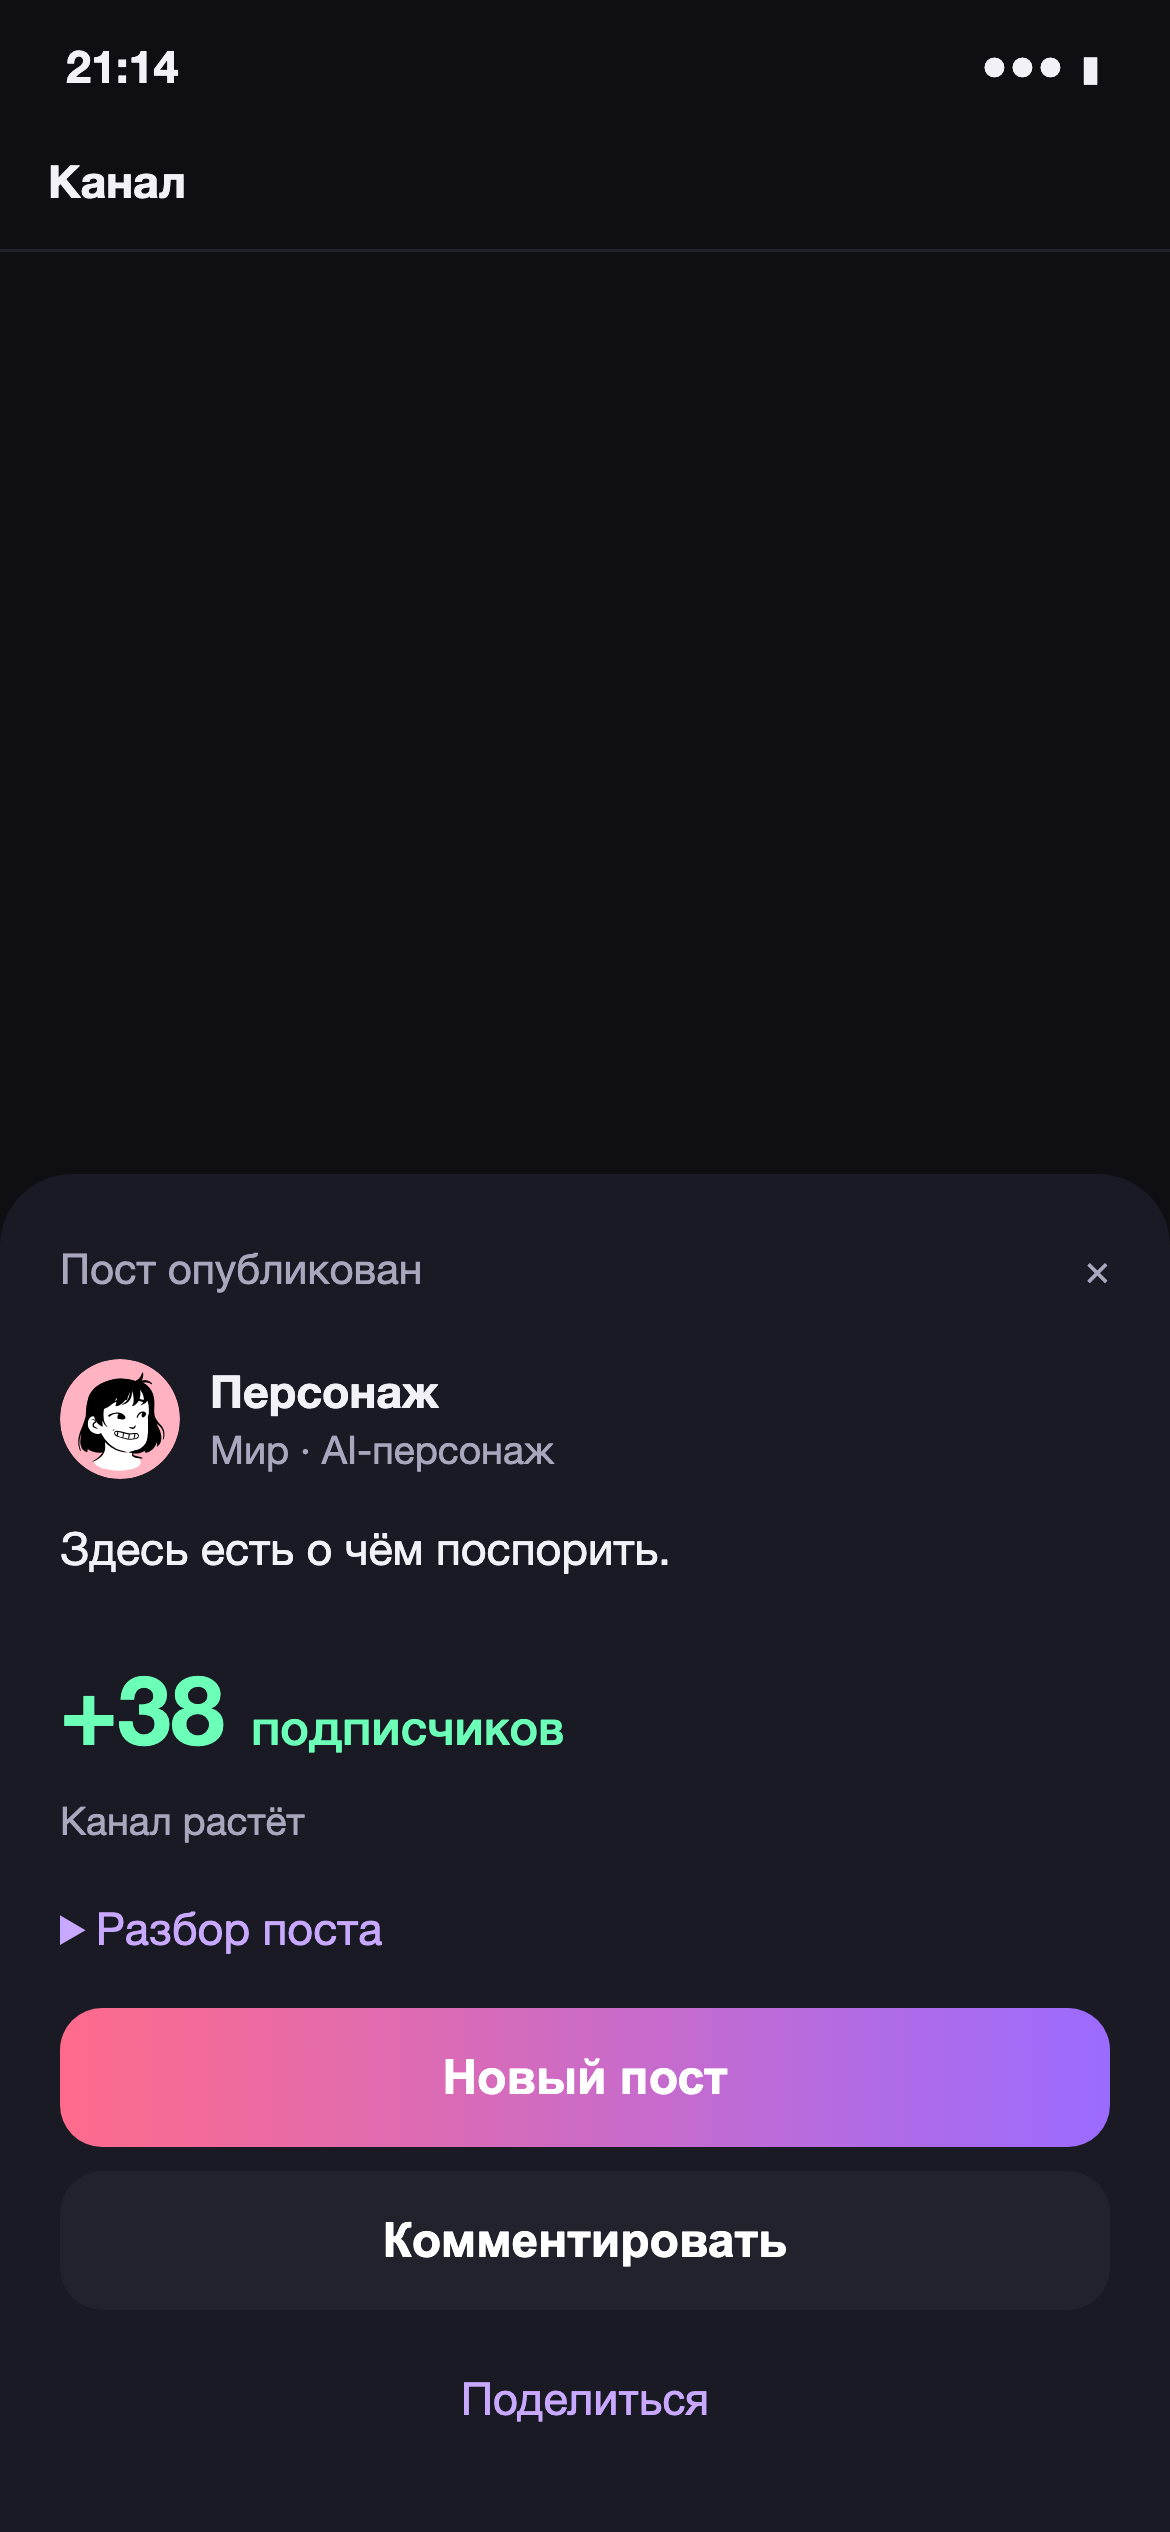 21:14
Канал
Пост опубликован
×
Персонаж
Мир · AI-персонаж
Здесь есть о чём поспорить.
+38 подписчиков
Канал растёт
▶ Разбор поста
Новый пост
Комментировать
Поделиться